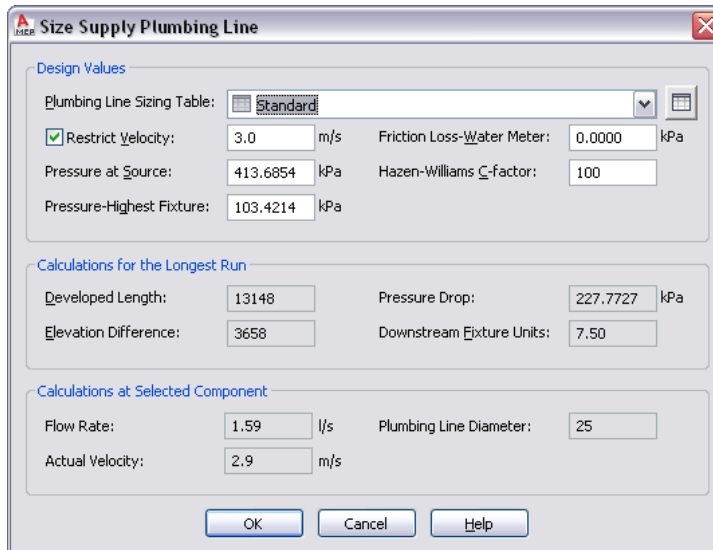 A MEP Size Supply Plumbing Line
Design Values
Plumbing Line Sizing Table: Standard
Restrict Velocity: 3.0 m/s Friction Loss-Water Meter: 0.0000 kPa
Pressure at Source: 413.6854 kPa Hazen-Williams C-factor: 100
Pressure-Highest Fixture: 103.4214 kPa
Calculations for the Longest Run
Developed Length: 13148 Pressure Drop: 227.7727 kPa
Elevation Difference: 3658 Downstream Fixture Units: 7.50
Calculations at Selected Component
Flow Rate: 1.59 l/s Plumbing Line Diameter: 25
Actual Velocity: 2.9 m/s
OK Cancel Help